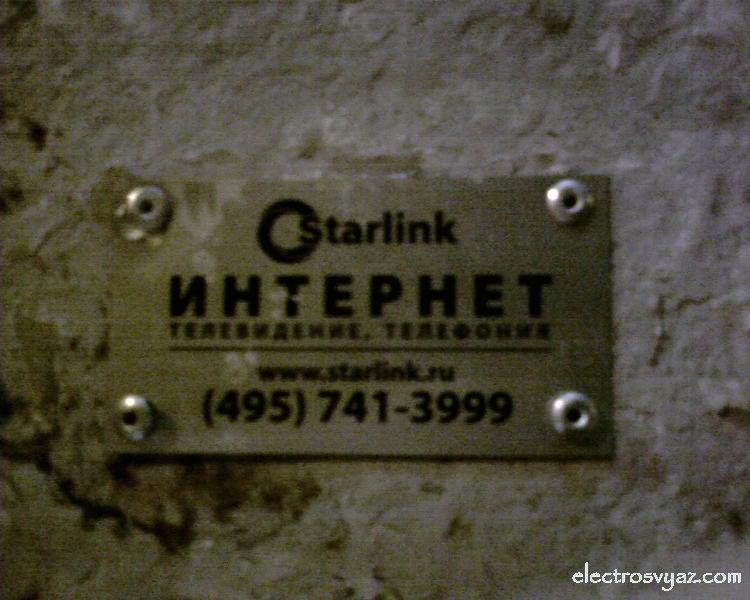 starlink
ИНТЕРНЕТ
ТЕЛЕВИДЕНИЕ, ТЕЛЕФОНИЯ
www.starlink.ru
(495) 741-3999
electrosvyaz.com